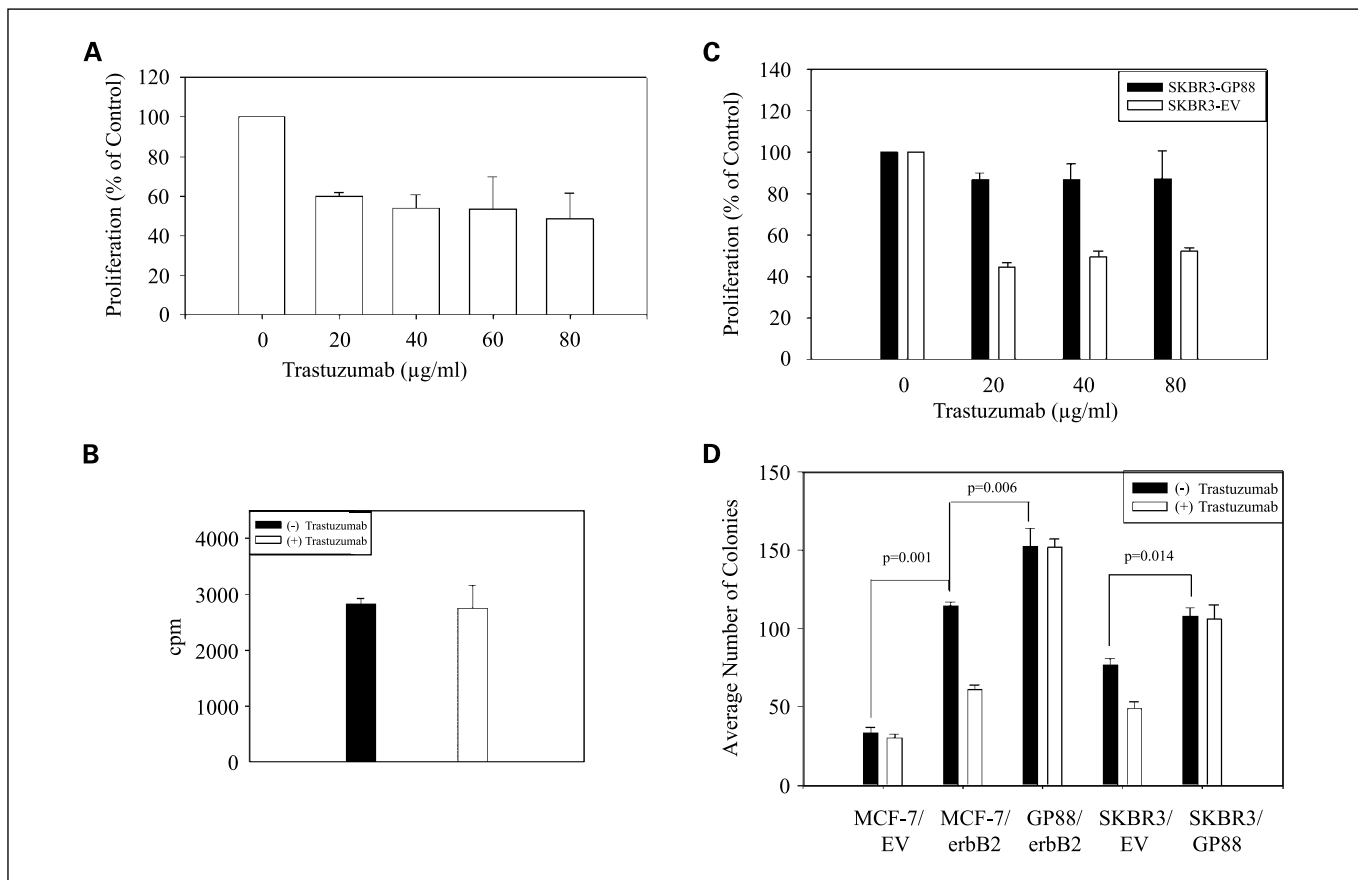 A
120
100
80
60
40
20
0
Proliferation (% of Control)
0 20 40 60 80
Trastuzumab (µg/ml)
C
140
120
100
80
60
40
20
0
Proliferation (% of Control)
SKBR3-GP88
SKBR3-EV
0 20 40 80
Trastuzumab (µg/ml)
B
(-) Trastuzumab
(+) Trastuzumab
4000
3000
2000
1000
0
cpm
D
150
150
100
50
0
Average Number of Colonies
(-) Trastuzumab
(+) Trastuzumab
p=0.006
p=0.001
p=0.014
MCF-7/ MCF-7/ GP88/ SKBR3/ SKBR3/
EV erbB2 erbB2 EV GP88